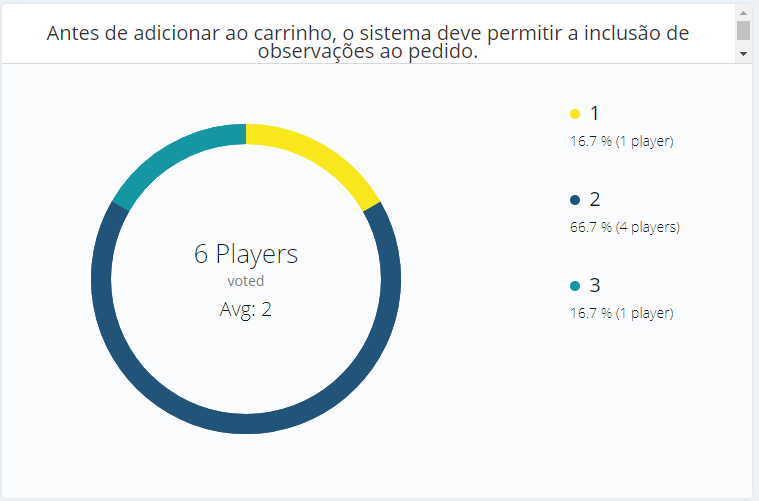 Antes de adicionar ao carrinho, o sistema deve permitir a inclusão de
observações ao pedido.
6 Players
voted
Avg: 2
1
16.7 % (1 player)
2
66.7 % (4 players)
3
16.7 % (1 player)